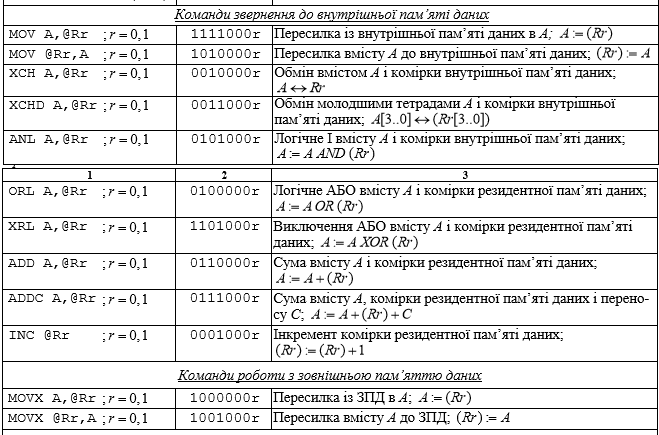 Команди звернення до внутрішньої пам’яті даних
MOV A,@Rr ;r=0,1 1111000r Пересилка із внутрішньої пам’яті даних в A; A:=(Rr)
MOV @Rr,A ;r=0,1 1010000r Пересилка вмісту A до внутрішньої пам’яті даних; (Rr):=A
XCH A,@Rr ;r=0,1 0010000r Обмін вмістом A і комірки внутрішньої пам’яті даних;
A↔Rr
XCHD A,@Rr ;r=0,1 0011000r Обмін молодшими тетрадами A і комірки внутрішньої
пам’яті даних; A[3..0]↔(Rr[3..0])
ANL A,@Rr ;r=0,1 0101000r Логічне І вмісту A і комірки внутрішньої пам’яті даних;
A:=A AND (Rr)
1 2 3
ORL A,@Rr ;r=0,1 0100000r Логічне АБО вмісту A і комірки резидентної пам’яті даних;
A:=A OR (Rr)
XRL A,@Rr ;r=0,1 1101000r Виключення АБО вмісту A і комірки резидентної пам’яті
даних; A:=A XOR (Rr)
ADD A,@Rr ;r=0,1 0110000r Сума вмісту A і комірки резидентної пам’яті даних;
A:=A+(Rr)
ADDC A,@Rr ;r=0,1 0111000r Сума вмісту A, комірки резидентної пам’яті даних і перено-
су C; A:=A+(Rr)+C
INC @Rr ;r=0,1 0001000r Інкремент комірки резидентної пам’яті даних;
(Rr):=(Rr)+1
Команди роботи з зовнішньою пам’яттю даних
MOVX A,@Rr ;r=0,1 1000000r Пересилка із ЗПД в A; A:=(Rr)
MOVX @Rr,A ;r=0,1 1001000r Пересилка вмісту A до ЗПД; (Rr):=A